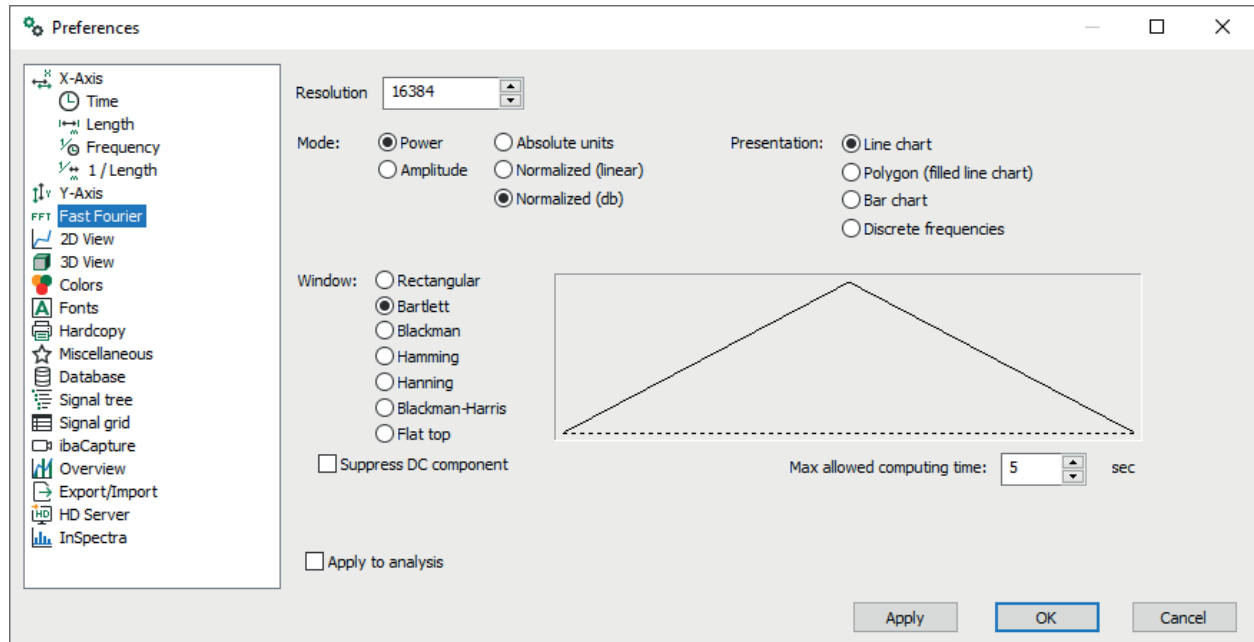 Preferences
X-Axis
Time
Length
Frequency
1 / Length
Y-Axis
FFT Fast Fourier
2D View
3D View
Colors
A Fonts
Hardcopy
Miscellaneous
Database
Signal tree
Signal grid
ibaCapture
Overview
Export/Import
HD HD Server
InSpectra
Resolution 16384
Mode: Power Absolute units Presentation: Line chart
Amplitude Normalized (linear) Polygon (filled line chart)
Normalized (db) Bar chart
Discrete frequencies
Window: Rectangular
Bartlett
Blackman
Hamming
Hanning
Blackman-Harris
Flat top
Suppress DC component Max allowed computing time: 5 sec
Apply to analysis
Apply OK Cancel